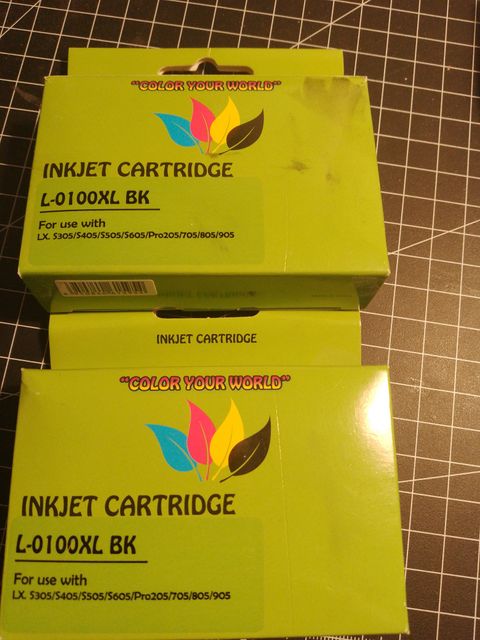 "COLOR YOUR WORLD"
INKJET CARTRIDGE
L-0100XL BK
For use with
LX. S305/S405/S505/S605/Pro205/705/805/905
INKJET CARTRIDGE
INKJET CARTRIDGE
"COLOR YOUR WORLD"
INKJET CARTRIDGE
L-0100XL BK
For use with
LX. S305/S405/S505/S605/Pro205/705/805/905